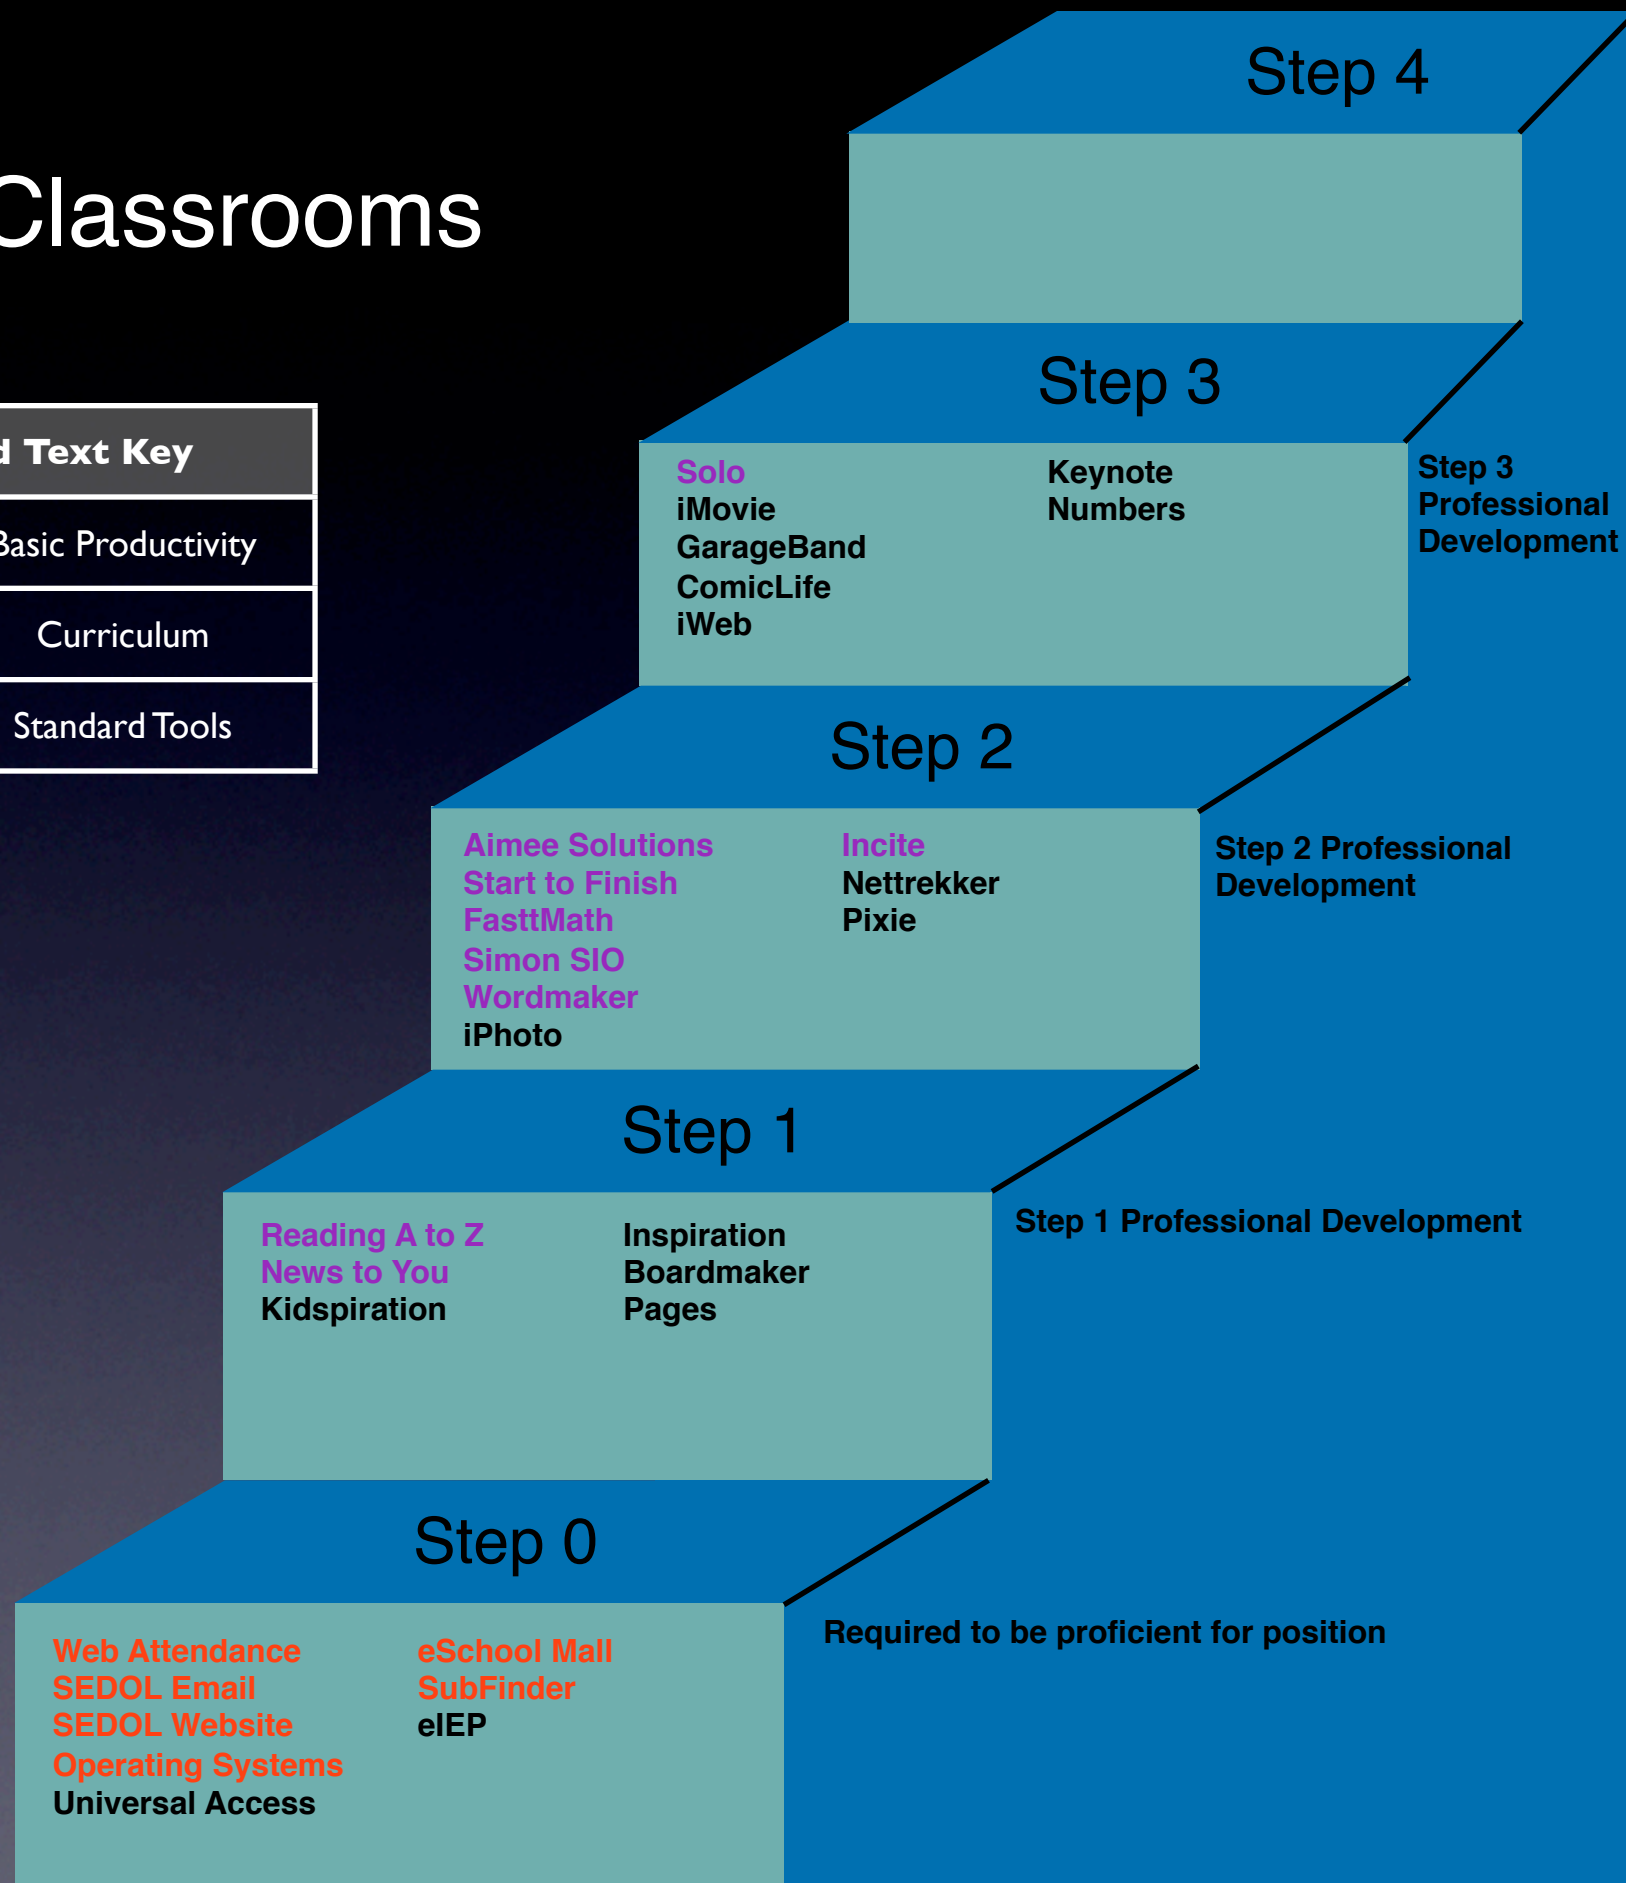 Step 4
Classrooms
Step 3
d Text Key
Basic Productivity
Curriculum
Standard Tools
Solo
iMovie
GarageBand
ComicLife
iWeb
Keynote
Numbers
Step 3
Professional
Development
Step 2
Aimee Solutions
Start to Finish
FasttMath
Simon SIO
Wordmaker
iPhoto
Incite
Nettrekker
Pixie
Step 2 Professional
Development
Step 1
Reading A to Z
News to You
Kidspiration
Inspiration
Boardmaker
Pages
Step 1 Professional Development
Step 0
Web Attendance
SEDOL Email
SEDOL Website
Operating Systems
Universal Access
eSchool Mall
SubFinder
eIEP
Required to be proficient for position